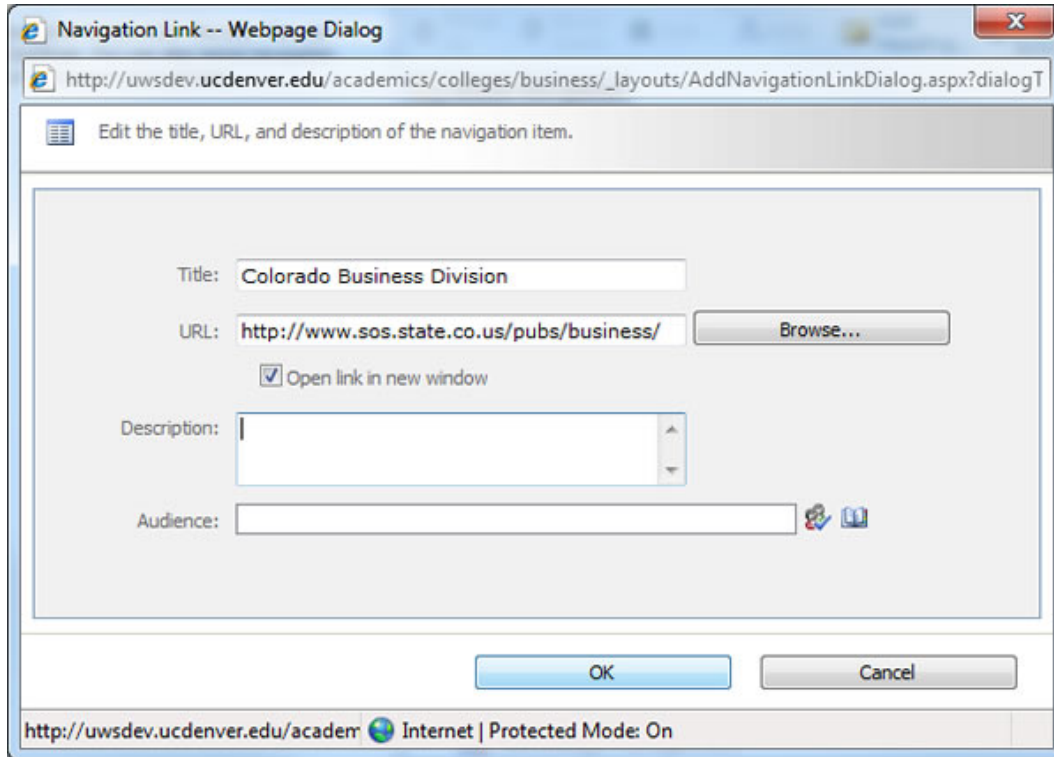 Navigation Link -- Webpage Dialog
http://uwsdev.ucdenver.edu/academics/colleges/business/_layouts/AddNavigationLinkDialog.aspx?dialogT
Edit the title, URL, and description of the navigation item.
Title: Colorado Business Division
URL: http://www.sos.state.co.us/pubs/business/ Browse...
Open link in new window
Description:
Audience:
OK Cancel
http://uwsdev.ucdenver.edu/academ Internet | Protected Mode: On